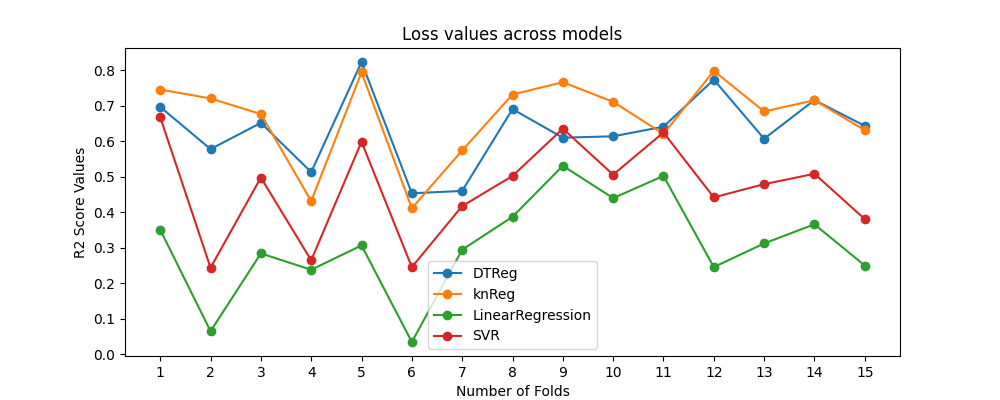 Loss values across models
R2 Score Values
0.8
0.7
0.6
0.5
0.4
0.3
0.2
0.1
0.0
DTReg
knReg
LinearRegression
SVR
1 2 3 4 5 6 7 8 9 10 11 12 13 14 15
Number of Folds